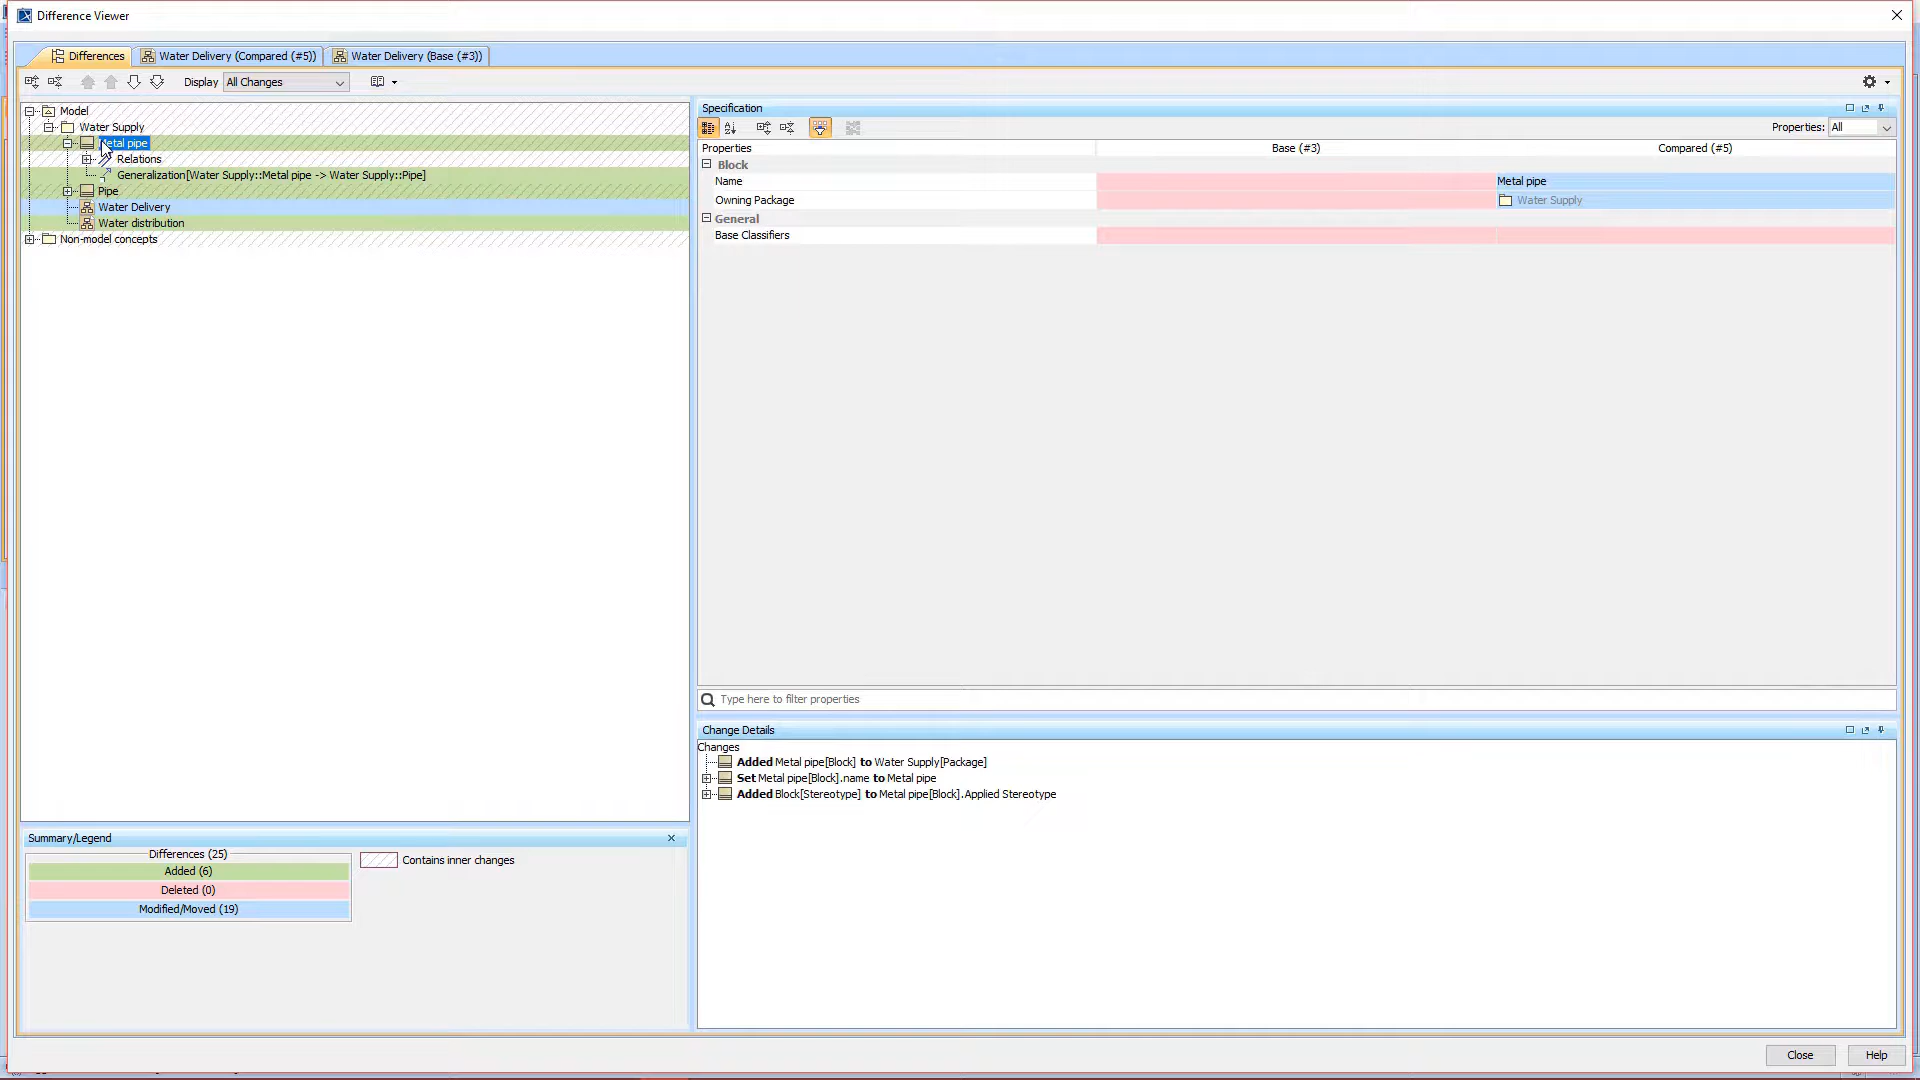 Difference Viewer
Differences
Water Delivery (Compared (#5))
Water Delivery (Base (#3))
Display All Changes
Model
Water Supply
Metal pipe
Relations
Generalization[Water Supply::Metal pipe -> Water Supply::Pipe]
Pipe
Water Delivery
Water distribution
Non-model concepts
Summary/Legend
Differences (25)
Added (6)
Deleted (0)
Modified/Moved (19)
Contains inner changes
Specification
Properties: All
Properties Base (#3) Compared (#5)
Block
Name Metal pipe
Owning Package Water Supply
General
Base Classifiers
Type here to filter properties
Change Details
Changes
Added Metal pipe[Block] to Water Supply[Package]
Set Metal pipe[Block].name to Metal pipe
Added Block[Stereotype] to Metal pipe[Block].Applied Stereotype
Close Help